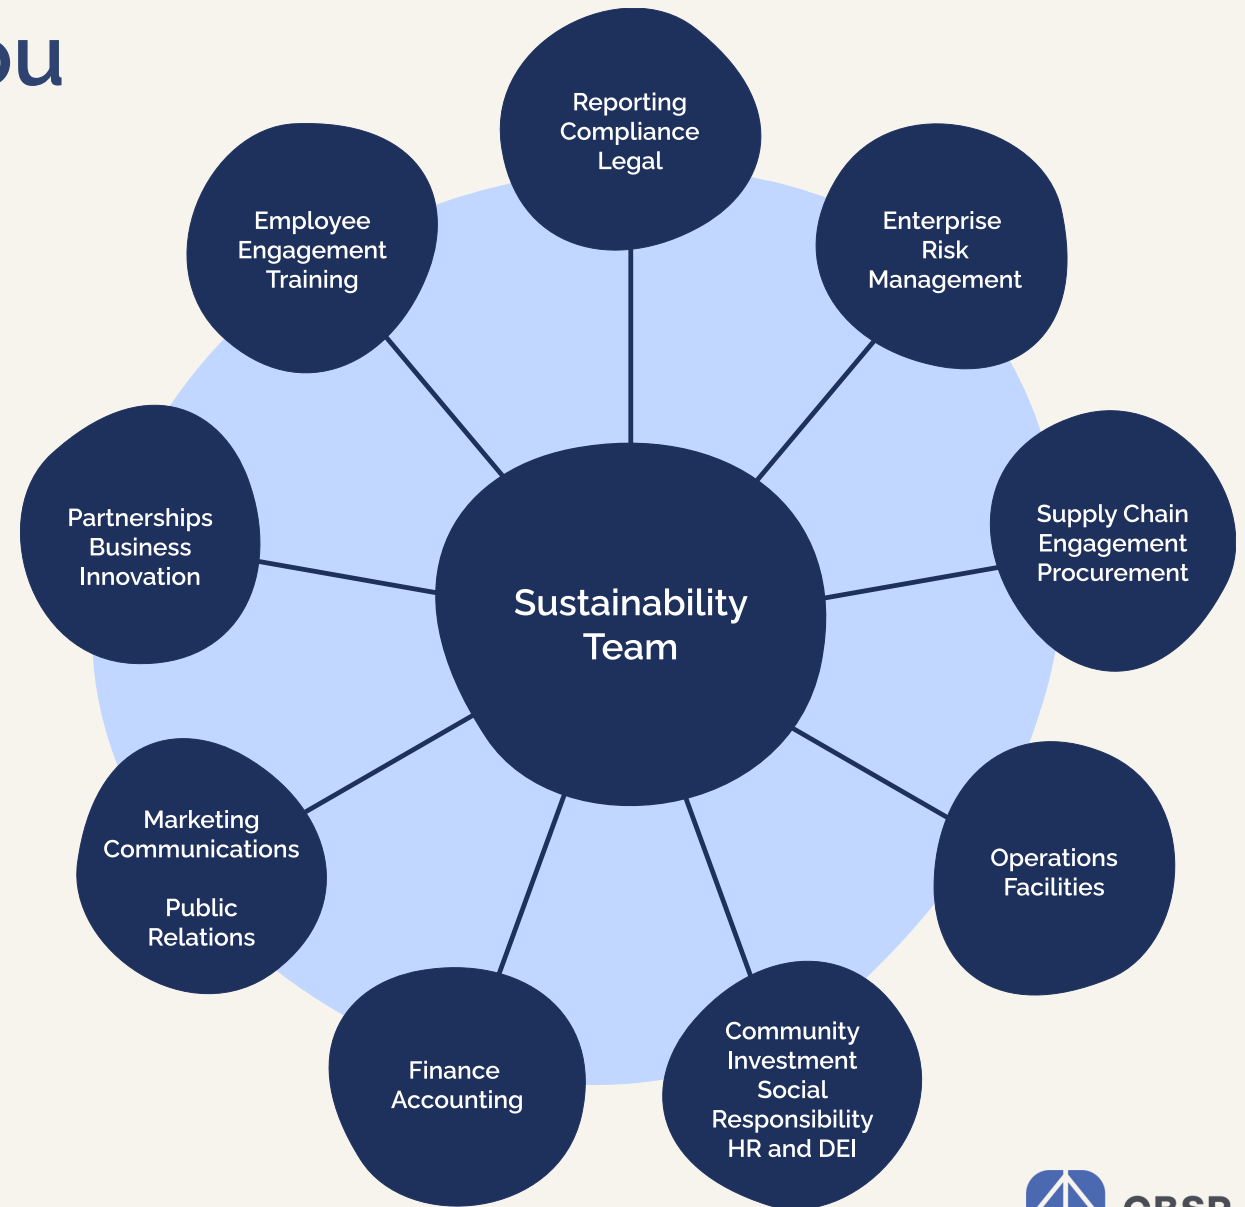 ou
Reporting
Compliance
Legal
Employee
Engagement
Training
Enterprise
Risk
Management
Partnerships
Business
Innovation
Supply Chain
Engagement
Procurement
Sustainability
Team
Marketing
Communications
Public
Relations
Operations
Facilities
Finance
Accounting
Community
Investment
Social
Responsibility
HR and DEI
CBSR